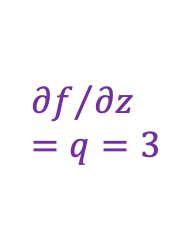 ∂f/∂z
= q = 3